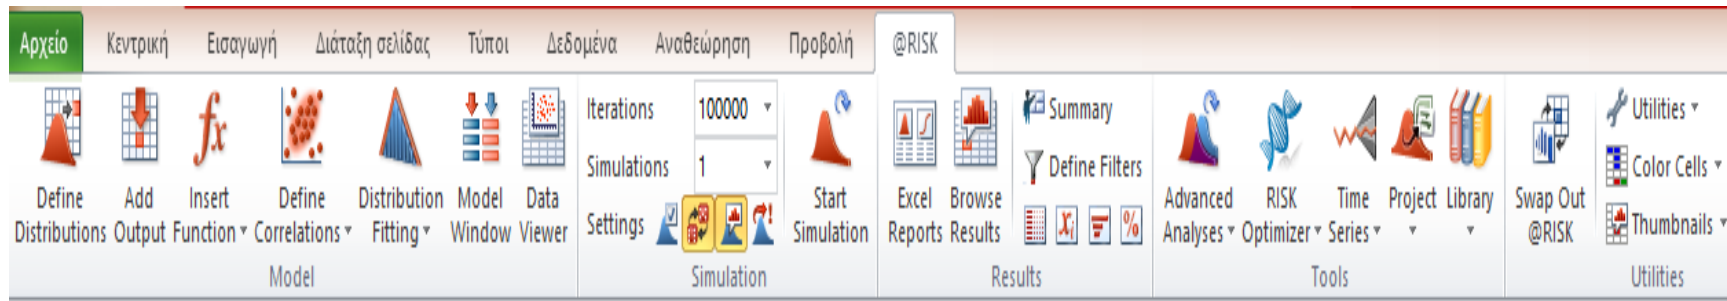 Αρχείο Κεντρική Εισαγωγή Διάταξη σελίδας Τύποι Δεδομένα Αναθεώρηση Προβολή @RISK
Define Distributions
Add Output
Insert Function
Define Correlations
Distribution Fitting
Model Window
Data Viewer
Model
Iterations 100000
Simulations 1
Settings
Start Simulation
Simulation
Excel Reports
Browse Results
Summary
Define Filters
Results
Advanced Analyses
RISK Optimizer
Time Series
Project
Library
Tools
Swap Out @RISK
Utilities
Color Cells
Thumbnails
Utilities